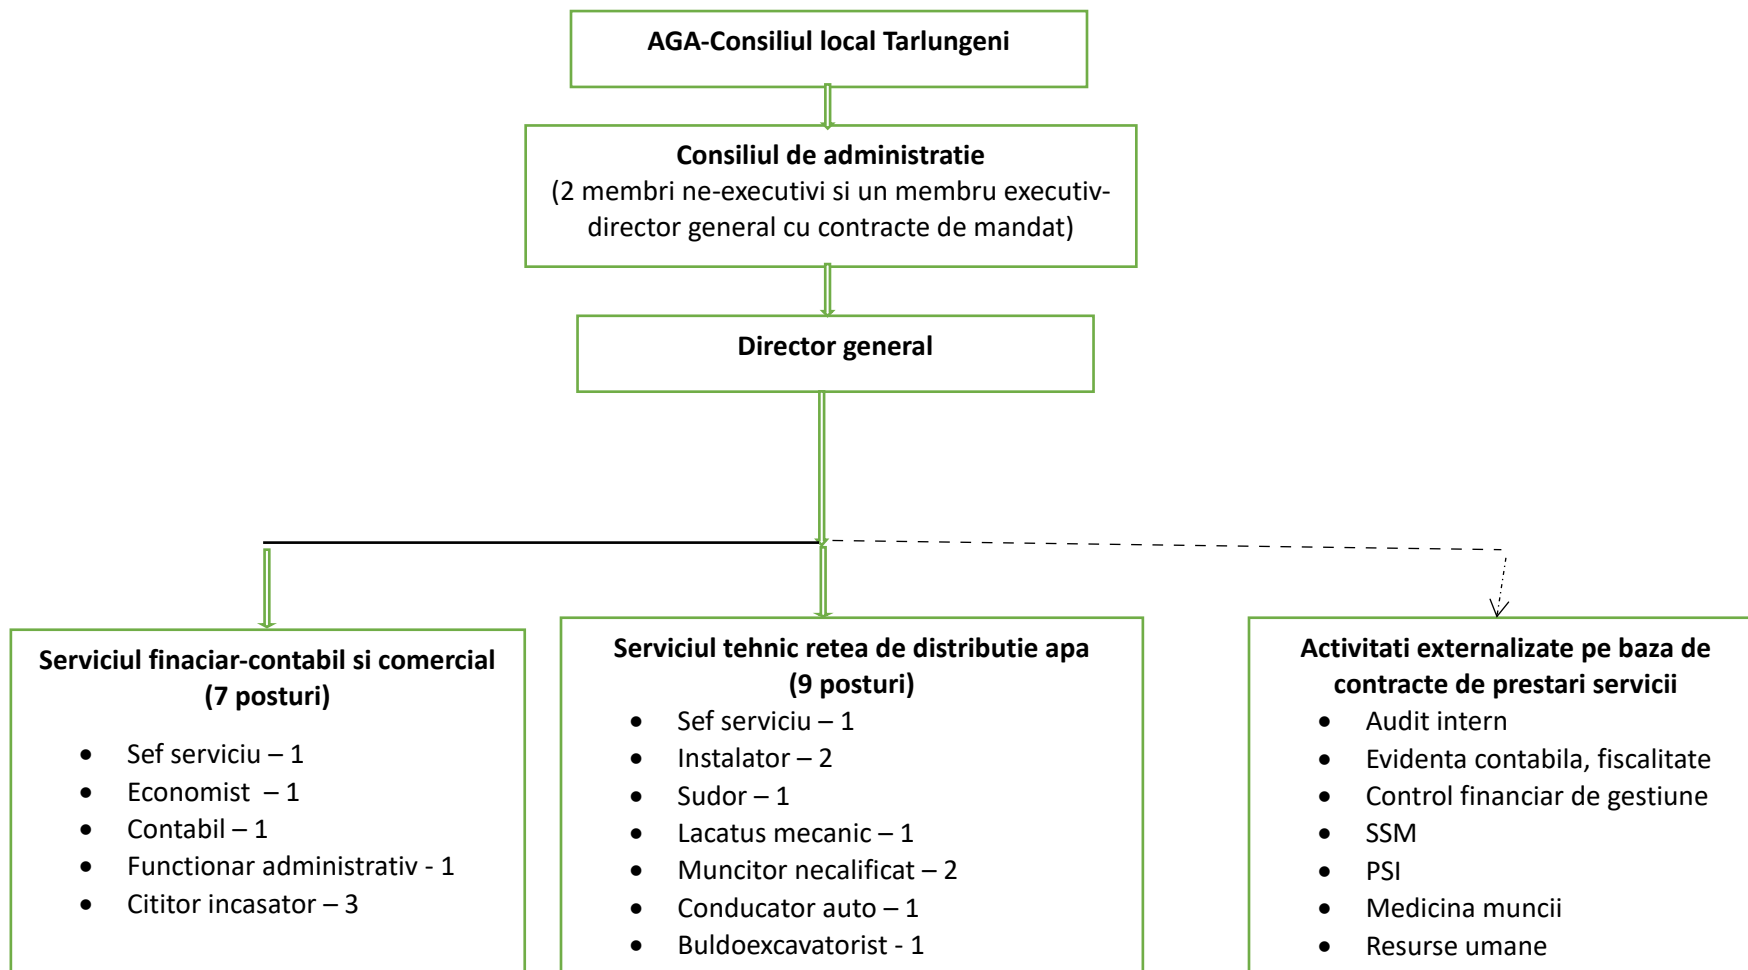 AGA-Consiliul local Tarlungeni
Consiliul de administratie
(2 membri ne-executivi si un membru executiv-
director general cu contracte de mandat)
Director general
Serviciul finaciar-contabil si comercial
(7 posturi)
• Sef serviciu – 1
• Economist – 1
• Contabil – 1
• Functionar administrativ - 1
• Cititor incasator – 3
Serviciul tehnic retea de distributie apa
(9 posturi)
• Sef serviciu – 1
• Instalator – 2
• Sudor – 1
• Lacatus mecanic – 1
• Muncitor necalificat – 2
• Conducator auto – 1
• Buldoexcavatorist - 1
Activitati externalizate pe baza de
contracte de prestari servicii
• Audit intern
• Evidenta contabila, fiscalitate
• Control financiar de gestiune
• SSM
• PSI
• Medicina muncii
• Resurse umane